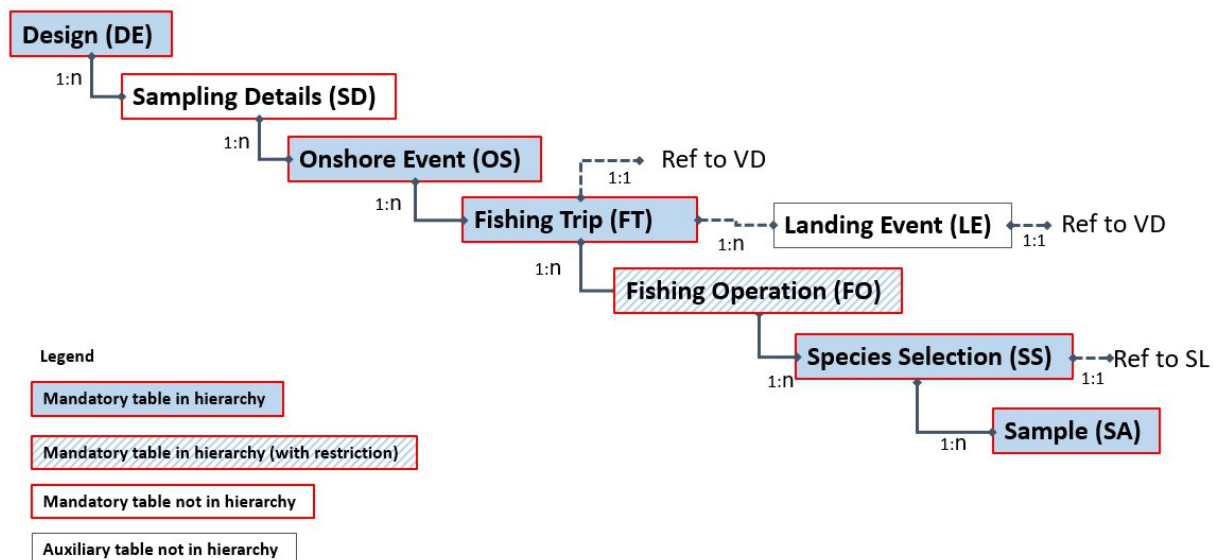 Design (DE)
1:n
Sampling Details (SD)
1:n
Onshore Event (OS)
Ref to VD
1:1
1:n
Fishing Trip (FT)
Landing Event (LE)
Ref to VD
1:n
1:1
1:n
Fishing Operation (FO)
Species Selection (SS)
Ref to SL
1:n
1:1
Sample (SA)
1:n
Legend
Mandatory table in hierarchy
Mandatory table in hierarchy (with restriction)
Mandatory table not in hierarchy
Auxiliary table not in hierarchy